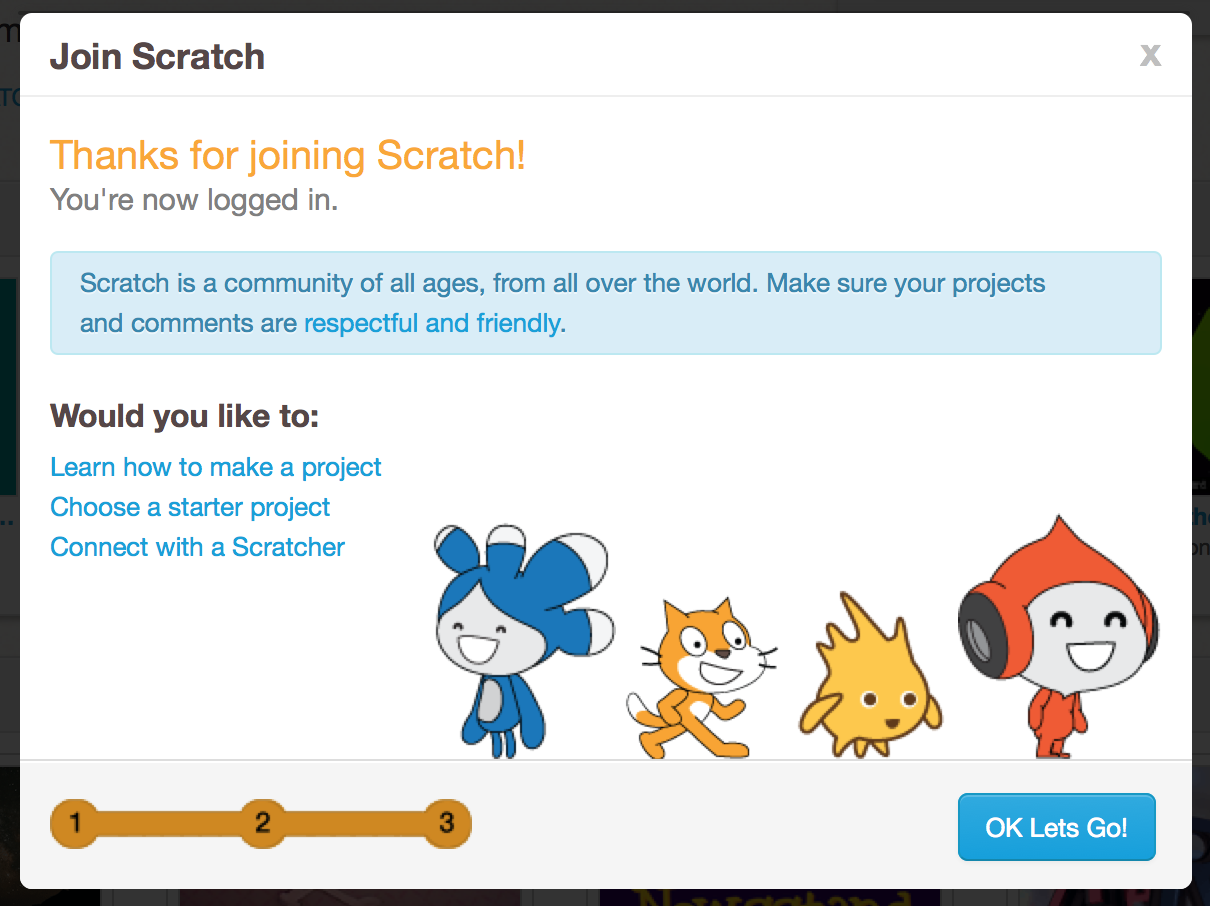 Join Scratch
x
Thanks for joining Scratch!
You're now logged in.
Scratch is a community of all ages, from all over the world. Make sure your projects
and comments are respectful and friendly.
Would you like to:
Learn how to make a project
Choose a starter project
Connect with a Scratcher
1 2 3
OK Lets Go!